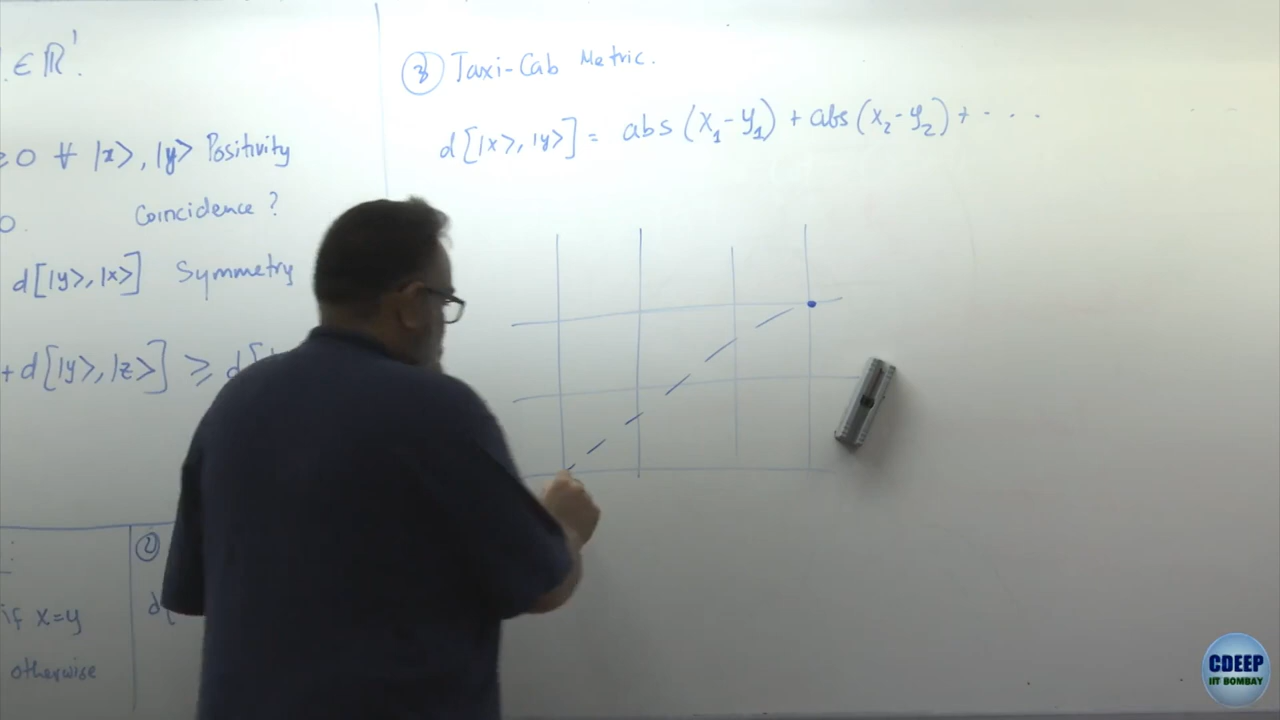 ! ∈ ℝ¹.
≥ 0 ∀ |x>, |y> Positivity
0. Coincidence ?
d[|y>, |x>] Symmetry
+ d[|y>, |z>] ≥ d[
if x=y
otherwise
②
d[
③ Taxi-Cab Metric.
d[|x>, |y>] = abs(x₁-y₁) + abs(x₂-y₂) + - . . .
CDEEP
IIT BOMBAY